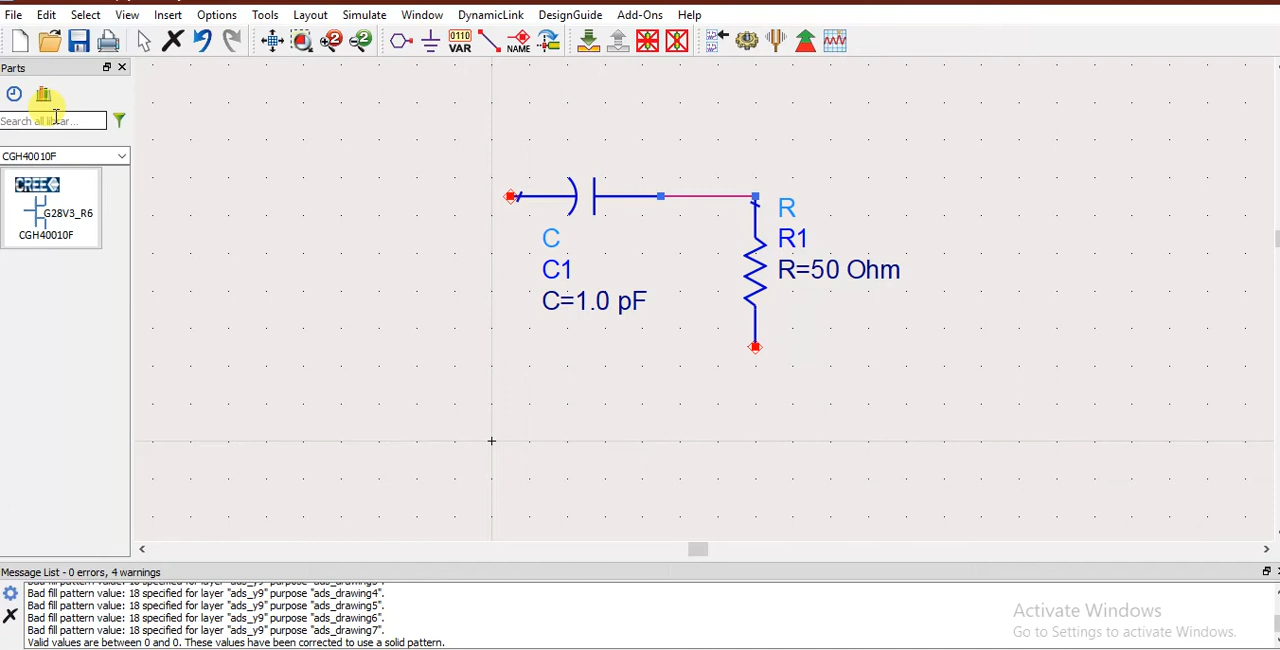 File Edit Select View Insert Options Tools Layout Simulate Window DynamicLink DesignGuide Add-Ons Help
0110
VAR
NAME
Parts
Search all
CGH40010F
CREE
G28V3_R6
CGH40010F
C
C1
C=1.0 pF
R
R1
R=50 Ohm
Message List - 0 errors, 4 warnings
Bad fill pattern value: 18 specified for layer "ads_y9" purpose "ads_drawing4".
Bad fill pattern value: 18 specified for layer "ads_y9" purpose "ads_drawing5".
Bad fill pattern value: 18 specified for layer "ads_y9" purpose "ads_drawing6".
Bad fill pattern value: 18 specified for layer "ads_y9" purpose "ads_drawing7".
Valid values are between 0 and 0. These values have been corrected to use a solid pattern.
Activate Windows
Go to Settings to activate Windows.